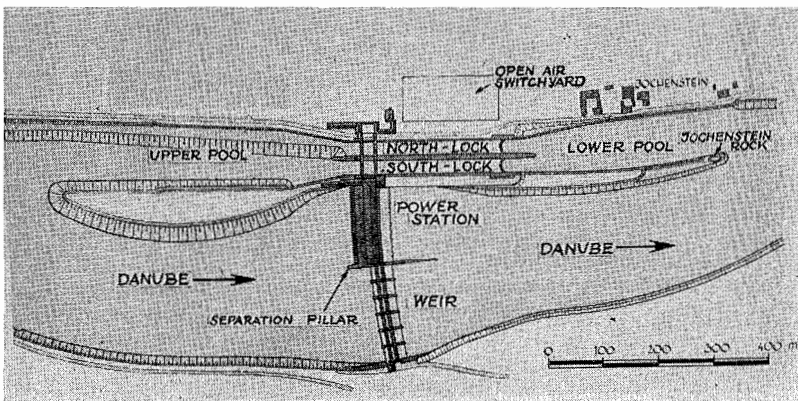 OPEN AIR
SWITCHYARD
JOCHENSTEIN
NORTH-LOCK
UPPER POOL
SOUTH-LOCK
LOWER POOL
JOCHENSTEIN
ROCK
POWER
STATION
DANUBE
DANUBE
SEPARATION PILLAR
WEIR
0 100 200 300 400 m